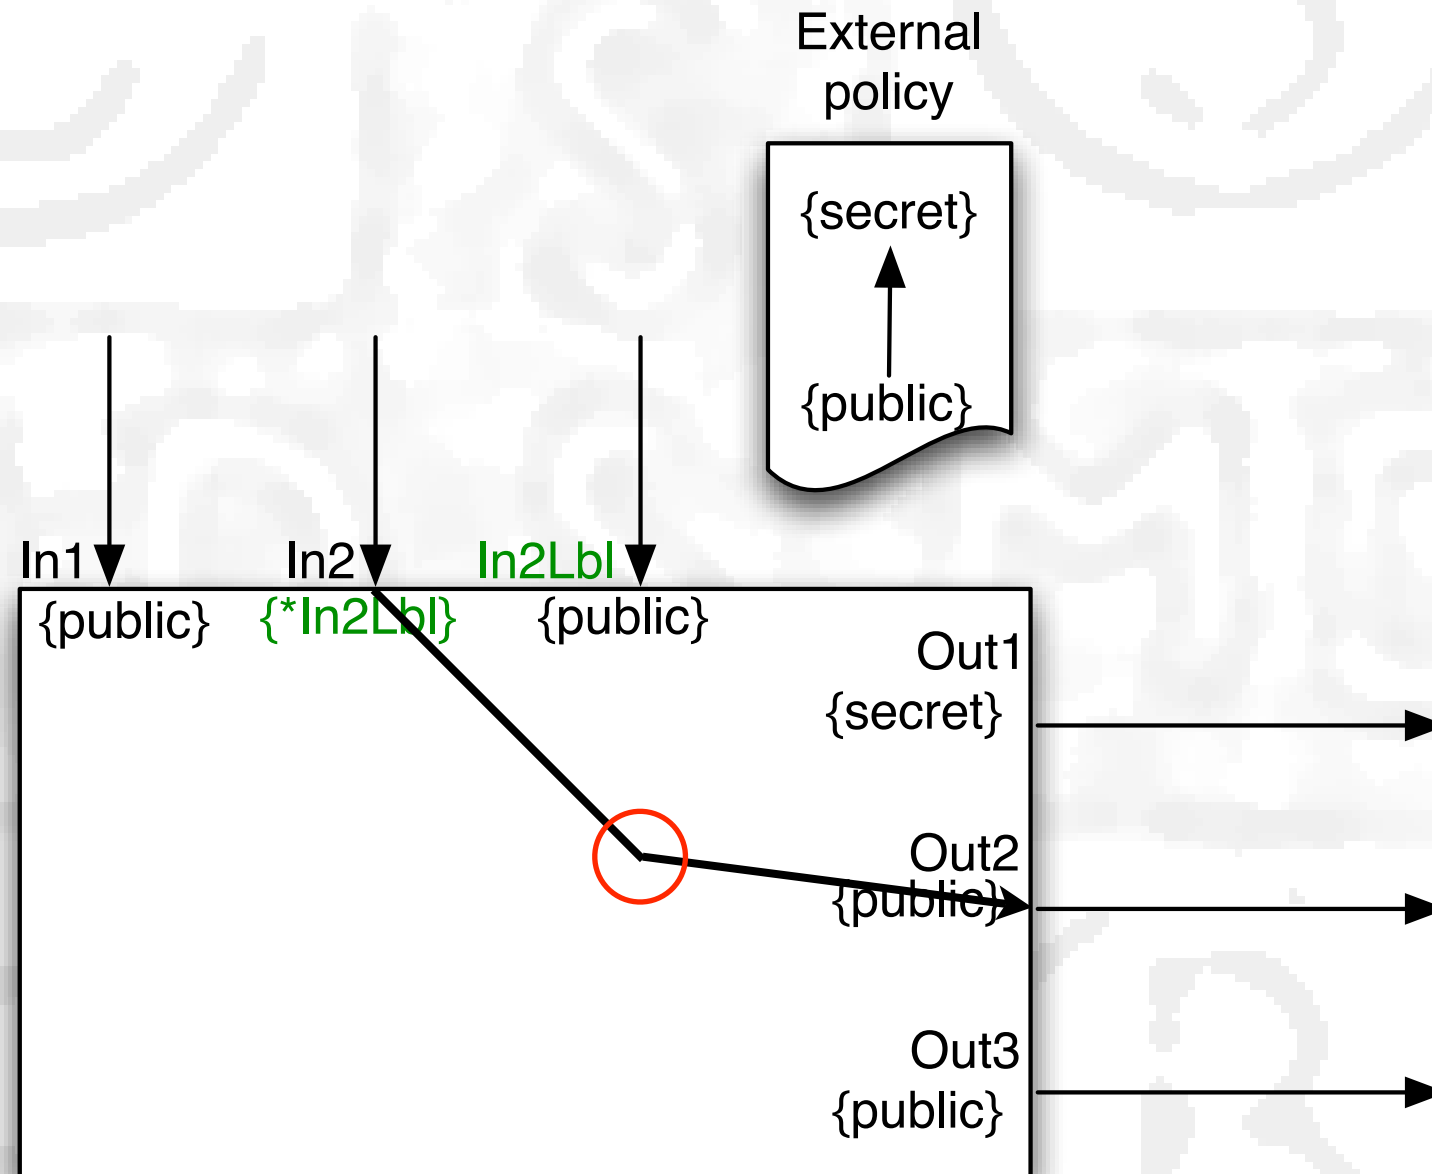 External
policy
{secret}
{public}
In1
In2
In2Lbl
{public}
{*In2Lbl}
{public}
Out1
{secret}
Out2
{public}
Out3
{public}